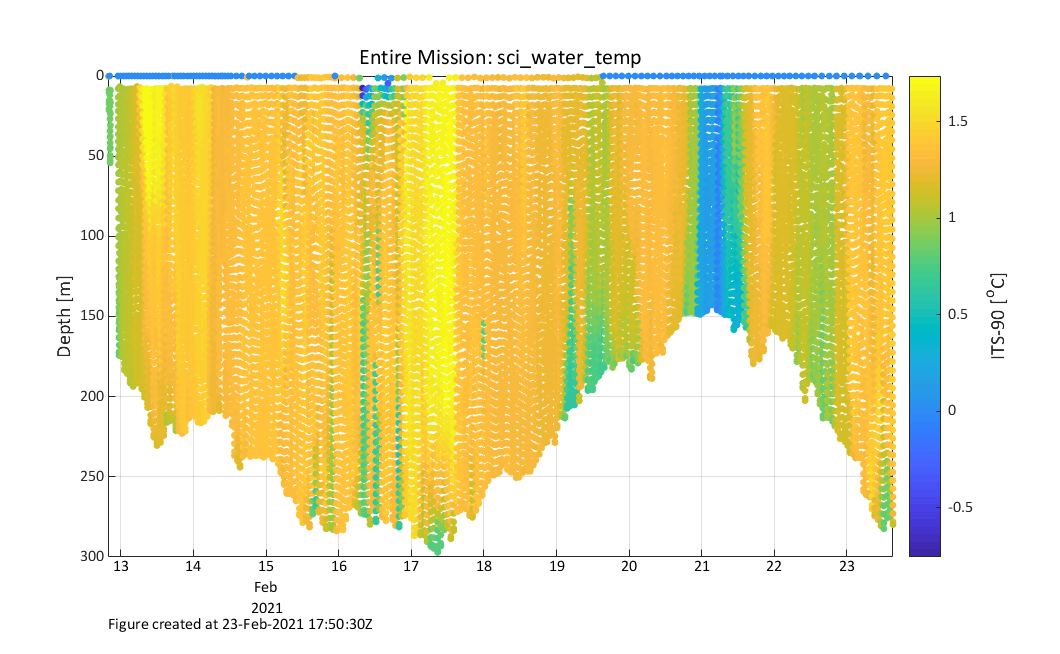 Entire Mission: sci_water_temp
0
50
100
150
200
250
300
Depth [m]
13 14 15 16 17 18 19 20 21 22 23
Feb
2021
1.5
1
0.5
0
-0.5
ITS-90 [°C]
Figure created at 23-Feb-2021 17:50:30Z